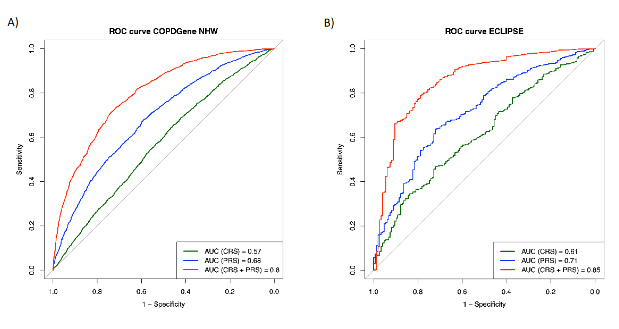 A)
ROC curve COPDGene NHW
Sensitivity
1.0
0.8
0.6
0.4
0.2
0.0
1.0 0.8 0.6 0.4 0.2 0.0
1 − Specificity
AUC (CRS) = 0.57
AUC (PRS) = 0.68
AUC (CRS + PRS) = 0.8
B)
ROC curve ECLIPSE
Sensitivity
1.0
0.8
0.6
0.4
0.2
0.0
1.0 0.8 0.6 0.4 0.2 0.0
1 − Specificity
AUC (CRS) = 0.61
AUC (PRS) = 0.71
AUC (CRS + PRS) = 0.85